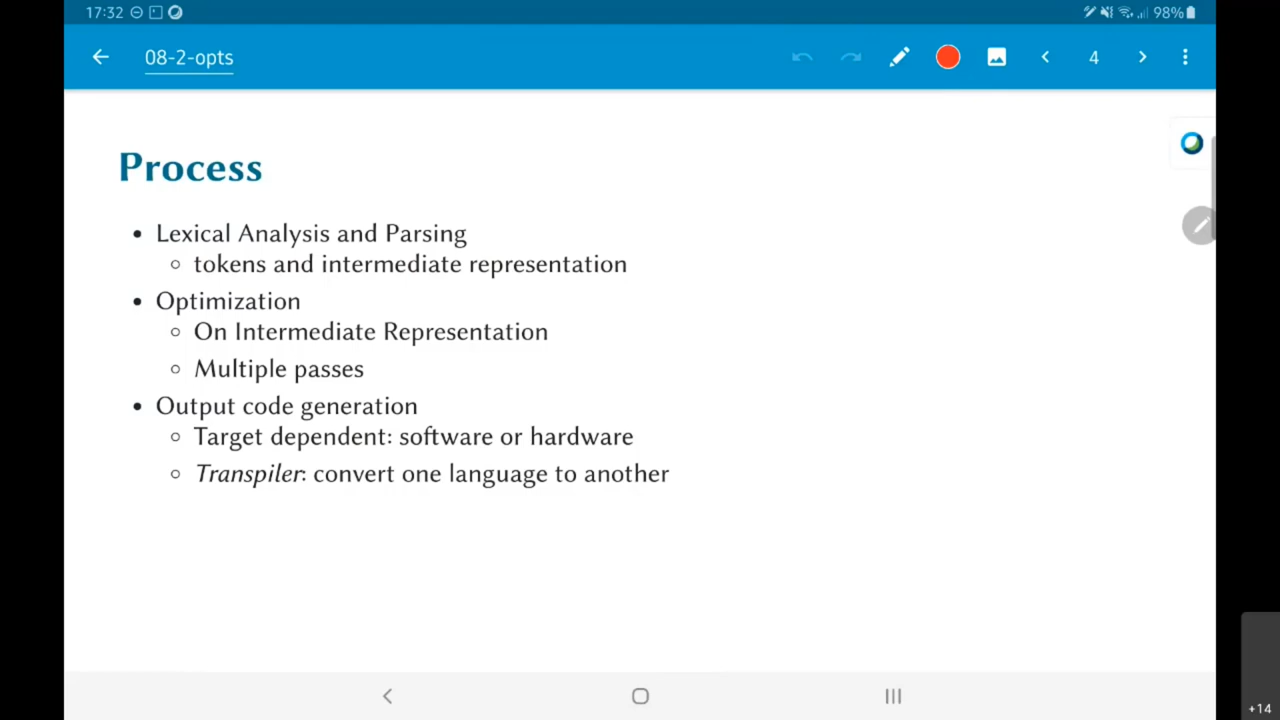 17:32
98%
08-2-opts
4
Process
• Lexical Analysis and Parsing
◦ tokens and intermediate representation
• Optimization
◦ On Intermediate Representation
◦ Multiple passes
• Output code generation
◦ Target dependent: software or hardware
◦ Transpiler: convert one language to another
+14